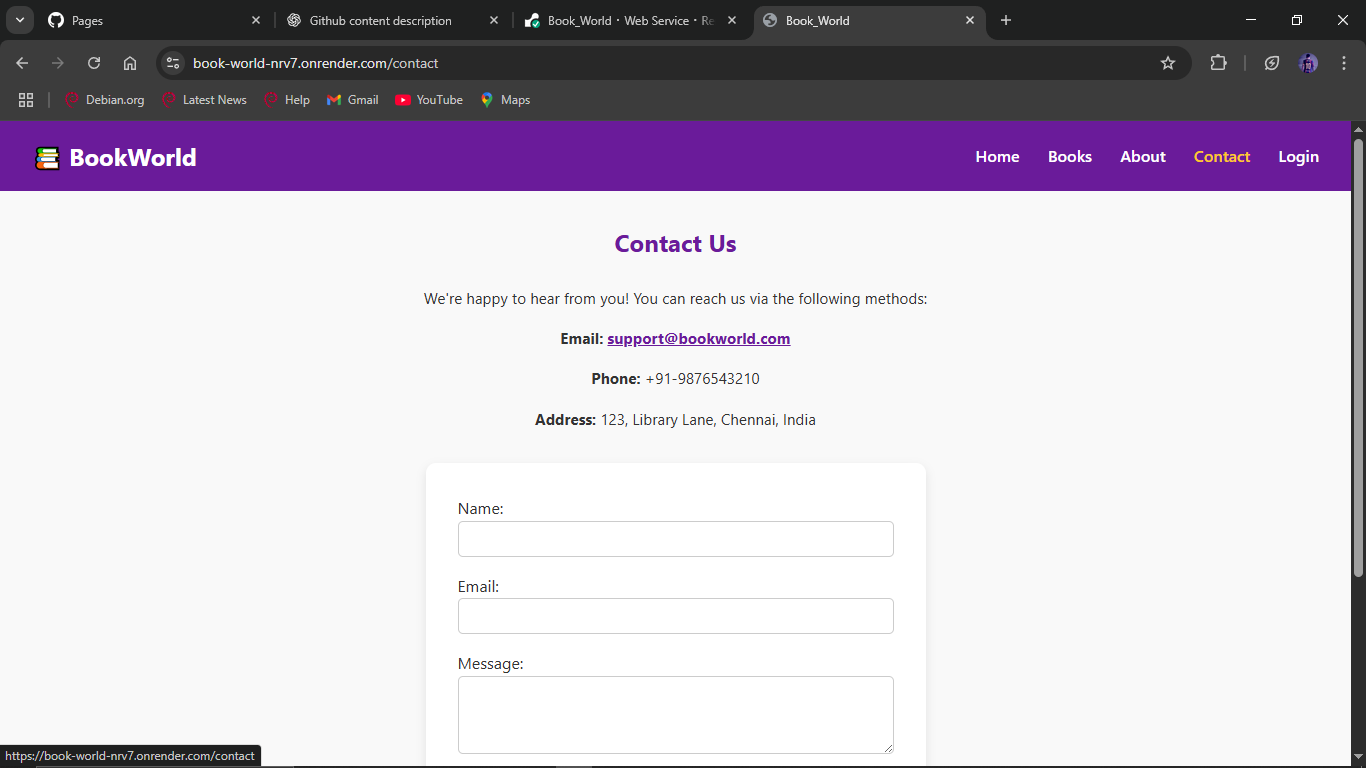 Pages
Github content description
Book_World · Web Service · Re
Book_World
book-world-nrv7.onrender.com/contact
Debian.org
Latest News
Help
Gmail
YouTube
Maps
BookWorld
Home
Books
About
Contact
Login
Contact Us
We're happy to hear from you! You can reach us via the following methods:
Email: support@bookworld.com
Phone: +91-9876543210
Address: 123, Library Lane, Chennai, India
Name:
Email:
Message:
https://book-world-nrv7.onrender.com/contact